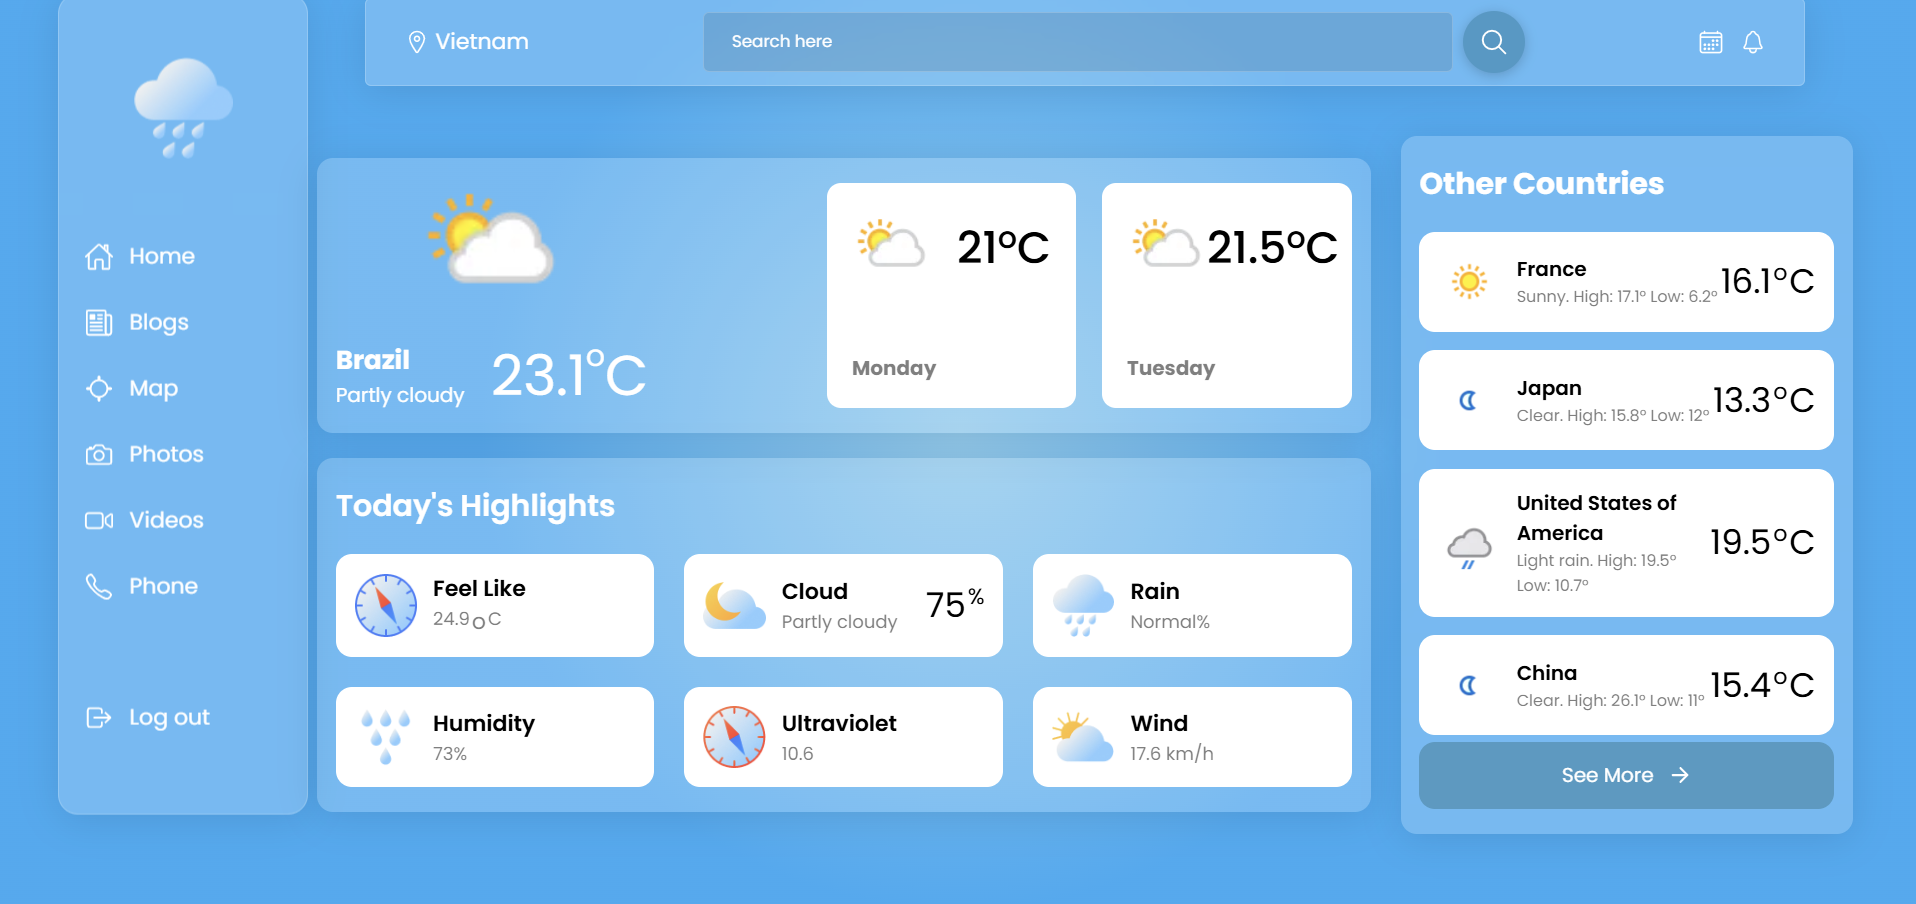 Vietnam
Search here
Home
Blogs
Map
Photos
Videos
Phone
Log out
Brazil
Partly cloudy
23.1°C
21°C
Monday
21.5°C
Tuesday
Today's Highlights
Feel Like
24.9oC
Cloud
Partly cloudy
75%
Rain
Normal%
Humidity
73%
Ultraviolet
10.6
Wind
17.6 km/h
Other Countries
France
Sunny. High: 17.1° Low: 6.2°
16.1°C
Japan
Clear. High: 15.8° Low: 12°
13.3°C
United States of
America
Light rain. High: 19.5°
Low: 10.7°
19.5°C
China
Clear. High: 26.1° Low: 11°
15.4°C
See More